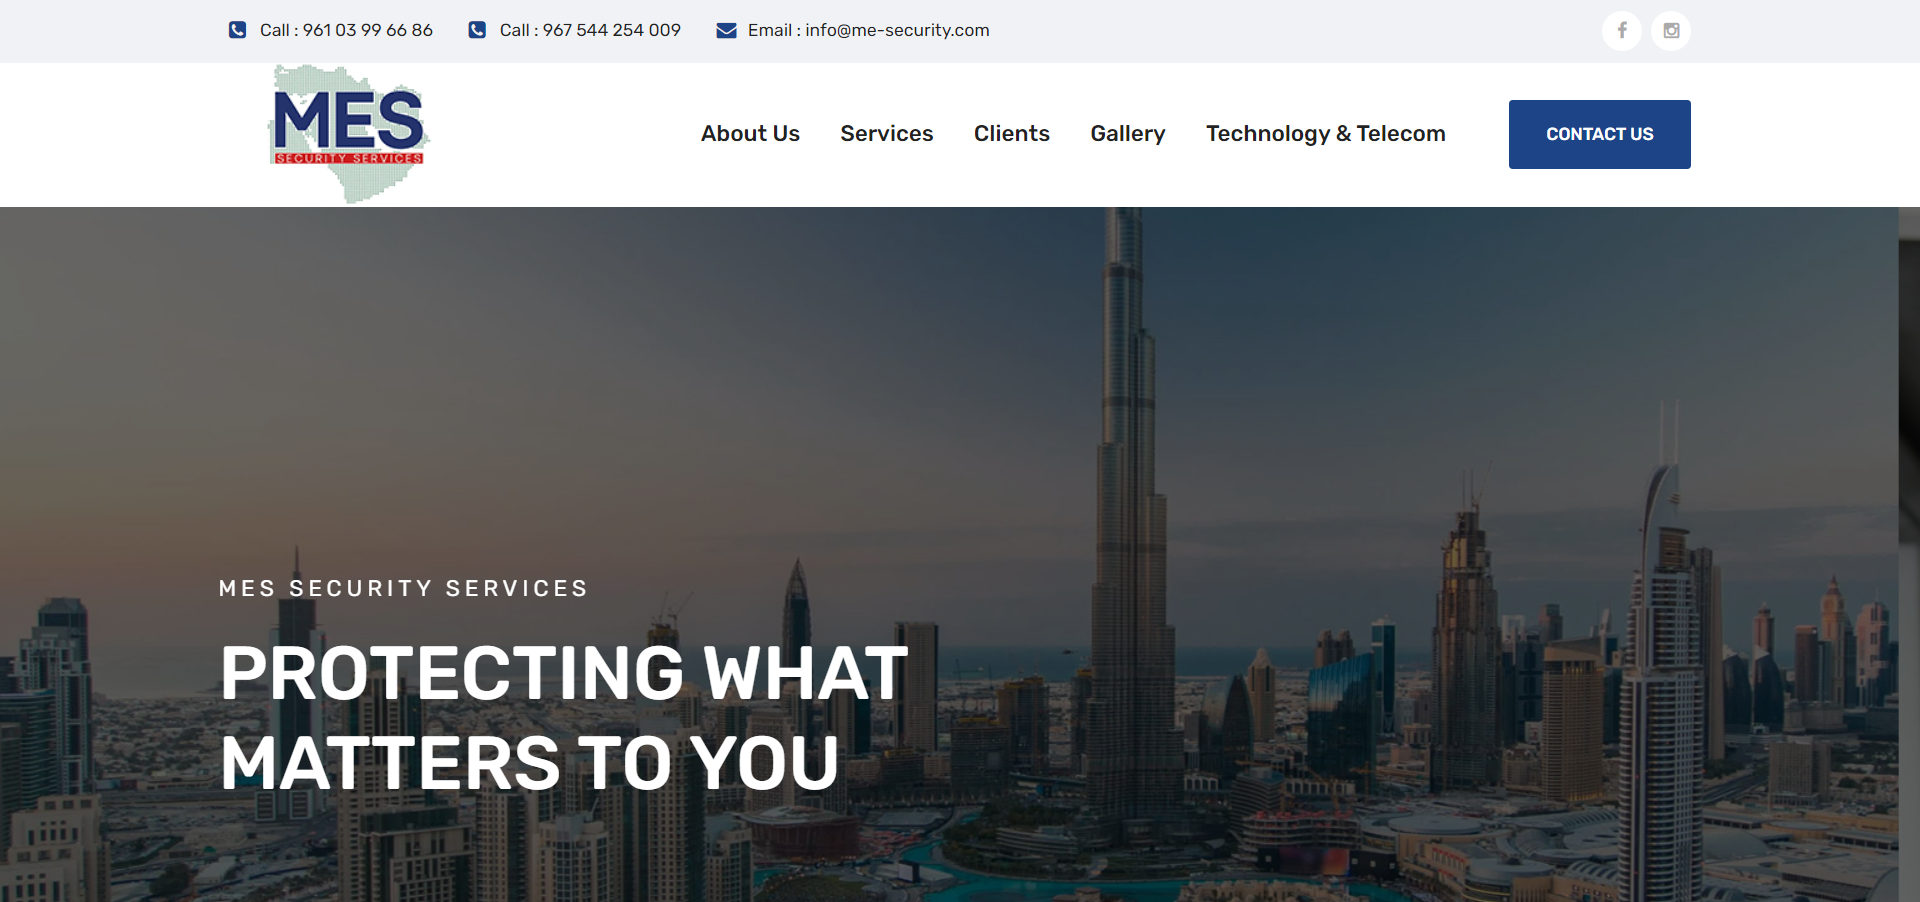 Call : 961 03 99 66 86
Call : 967 544 254 009
Email : info@me-security.com
MES
SECURITY SERVICES
About Us
Services
Clients
Gallery
Technology & Telecom
CONTACT US
MES SECURITY SERVICES
PROTECTING WHAT
MATTERS TO YOU